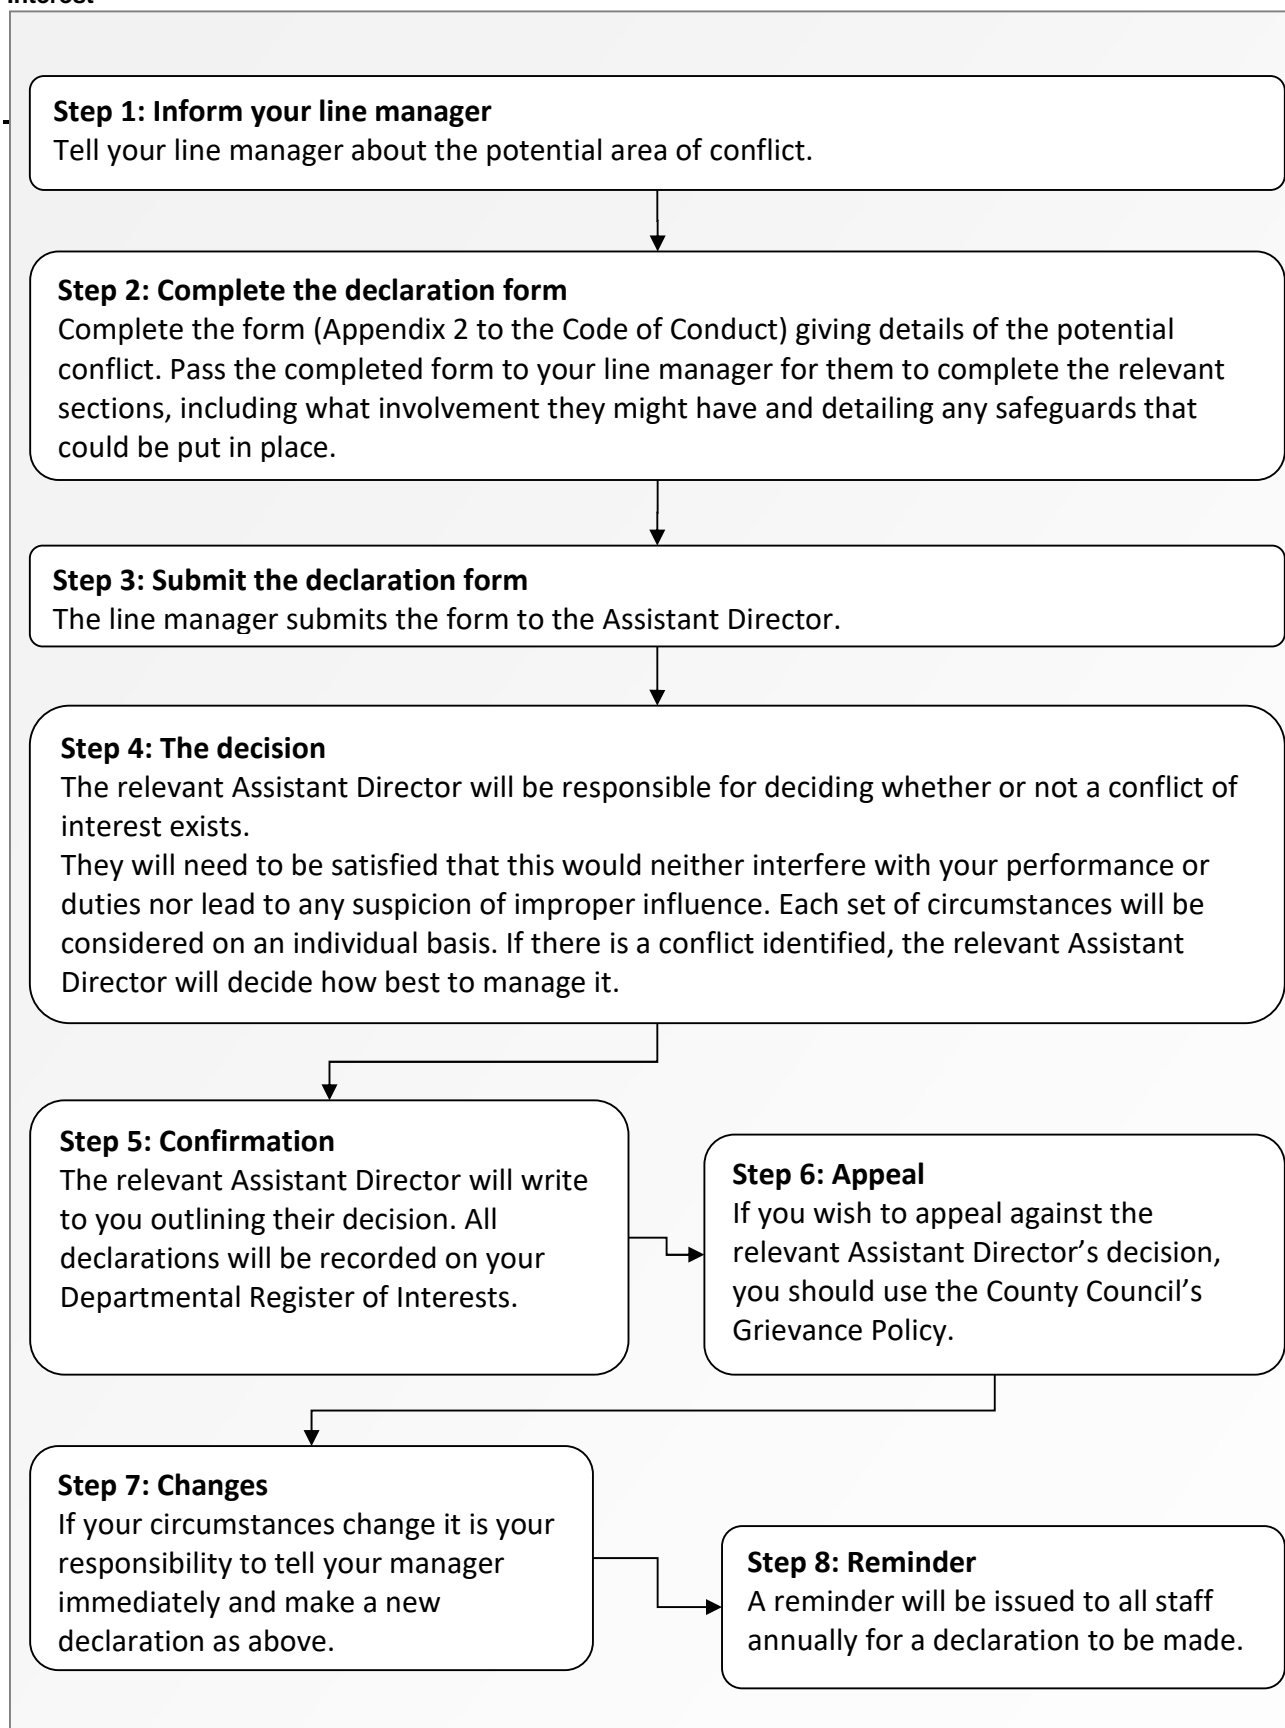 Interest
Step 1: Inform your line manager
Tell your line manager about the potential area of conflict.
Step 2: Complete the declaration form
Complete the form (Appendix 2 to the Code of Conduct) giving details of the potential
conflict. Pass the completed form to your line manager for them to complete the relevant
sections, including what involvement they might have and detailing any safeguards that
could be put in place.
Step 3: Submit the declaration form
The line manager submits the form to the Assistant Director.
Step 4: The decision
The relevant Assistant Director will be responsible for deciding whether or not a conflict of
interest exists.
They will need to be satisfied that this would neither interfere with your performance or
duties nor lead to any suspicion of improper influence. Each set of circumstances will be
considered on an individual basis. If there is a conflict identified, the relevant Assistant
Director will decide how best to manage it.
Step 5: Confirmation
The relevant Assistant Director will write
to you outlining their decision. All
declarations will be recorded on your
Departmental Register of Interests.
Step 6: Appeal
If you wish to appeal against the
relevant Assistant Director’s decision,
you should use the County Council’s
Grievance Policy.
Step 7: Changes
If your circumstances change it is your
responsibility to tell your manager
immediately and make a new
declaration as above.
Step 8: Reminder
A reminder will be issued to all staff
annually for a declaration to be made.